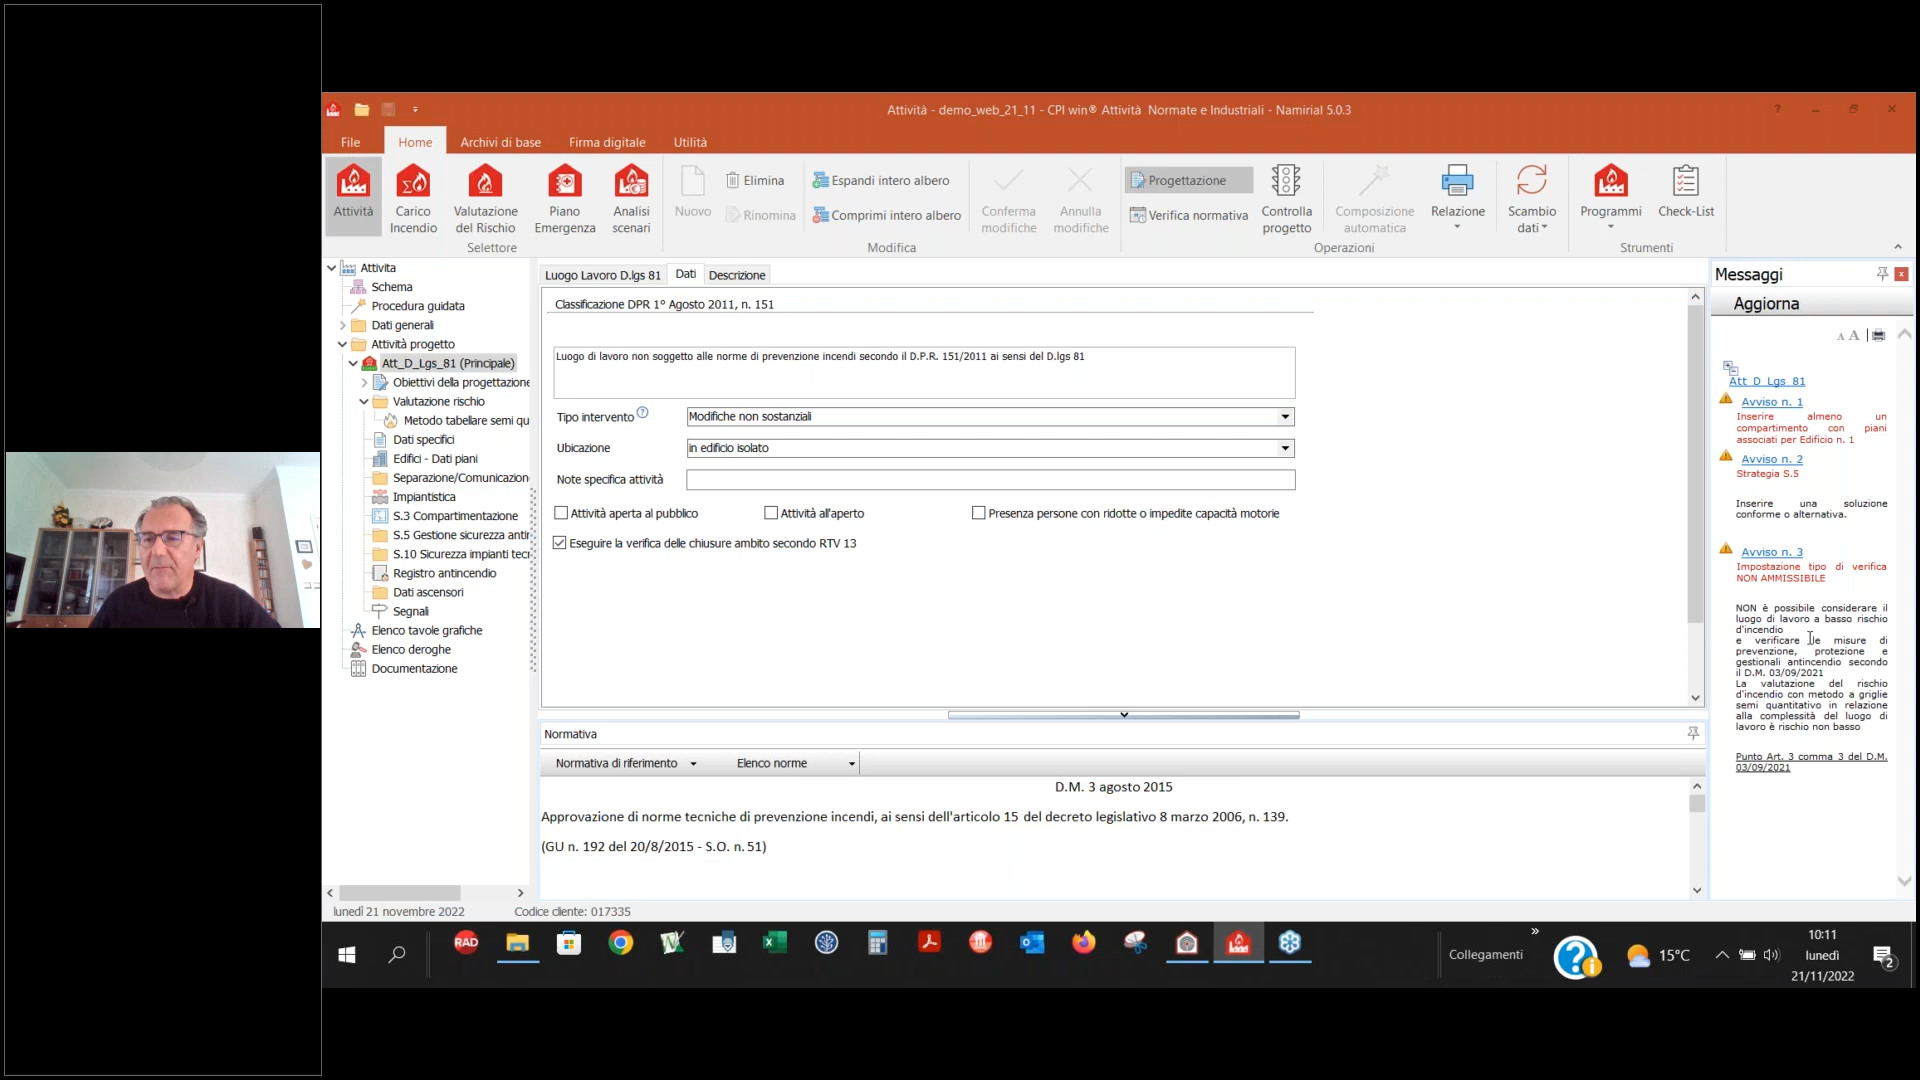 Attività - demo_web_21_11 - CPI win® Attività Normate e Industriali - Namirial 5.0.3
File Home Archivi di base Firma digitale Utilità
Attività
Carico Incendio
Valutazione del Rischio
Piano Emergenza
Analisi scenari
Selettore
Nuovo
Elimina
Rinomina
Espandi intero albero
Comprimi intero albero
Conferma modifiche
Annulla modifiche
Modifica
Progettazione
Verifica normativa
Controlla progetto
Composizione automatica
Relazione
Operazioni
Scambio dati
Programmi
Check-List
Strumenti
Attivita
Schema
Procedura guidata
Dati generali
Attività progetto
Att_D_Lgs_81 (Principale)
Obiettivi della progettazione
Valutazione rischio
Metodo tabellare semi qu
Dati specifici
Edifici - Dati piani
Separazione/Comunicazion
Impiantistica
S.3 Compartimentazione
S.5 Gestione sicurezza antin
S.10 Sicurezza impianti tecn
Registro antincendio
Dati ascensori
Segnali
Elenco tavole grafiche
Elenco deroghe
Documentazione
Luogo Lavoro D.lgs 81 Dati Descrizione
Classificazione DPR 1° Agosto 2011, n. 151
Luogo di lavoro non soggetto alle norme di prevenzione incendi secondo il D.P.R. 151/2011 ai sensi del D.lgs 81
Tipo intervento ? Modifiche non sostanziali
Ubicazione in edificio isolato
Note specifica attività
Attività aperta al pubblico Attività all'aperto Presenza persone con ridotte o impedite capacità motorie
Eseguire la verifica delle chiusure ambito secondo RTV 13
Normativa
Normativa di riferimento Elenco norme
D.M. 3 agosto 2015
Approvazione di norme tecniche di prevenzione incendi, ai sensi dell'articolo 15 del decreto legislativo 8 marzo 2006, n. 139.
(GU n. 192 del 20/8/2015 - S.O. n. 51)
Messaggi
Aggiorna
A A
Att_D_Lgs_81
Avviso n. 1
Inserire almeno un
compartimento con piani
associati per Edificio n. 1
Avviso n. 2
Strategia S.5
Inserire una soluzione
conforme o alternativa.
Avviso n. 3
Impostazione tipo di verifica
NON AMMISSIBILE
NON è possibile considerare il
luogo di lavoro a basso rischio
d'incendio
e verificare le misure di
prevenzione, protezione e
gestionali antincendio secondo
il D.M. 03/09/2021
La valutazione del rischio
d'incendio con metodo a griglie
semi quantitativo in relazione
alla complessità del luogo di
lavoro è rischio non basso
Punto Art. 3 comma 3 del D.M.
03/09/2021
lunedì 21 novembre 2022 Codice cliente: 017335
RAD
Collegamenti
15°C
10:11
lunedì
21/11/2022
2